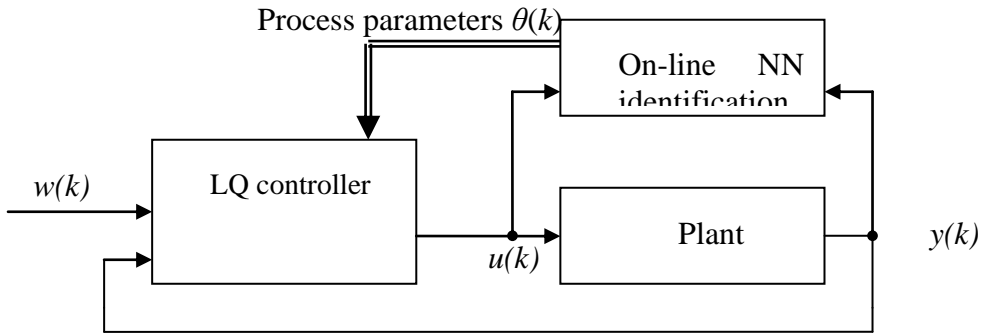 Process parameters θ(k)
On-line NN
identification
w(k)
LQ controller
Plant
u(k)
y(k)